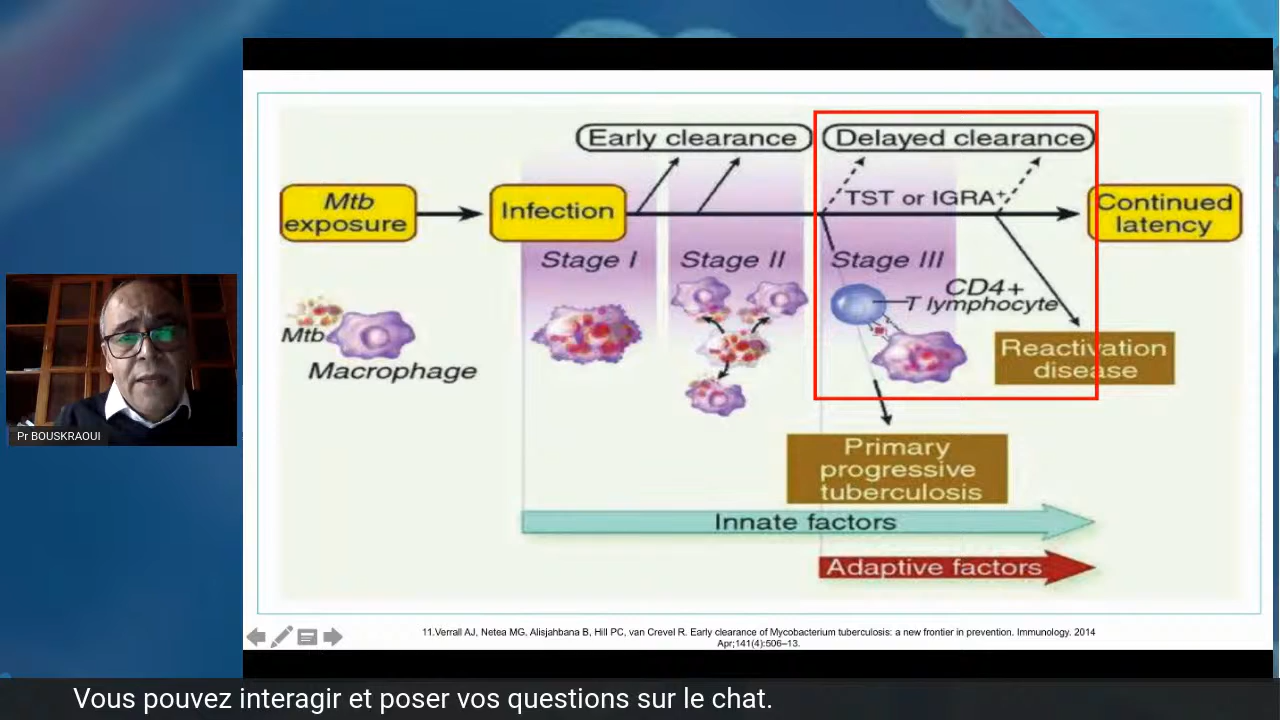 Early clearance
Delayed clearance
Mtb
exposure
Infection
TST or IGRA+
Continued
latency
Stage I
Stage II
Stage III
CD4+
T lymphocyte
Mtb
Macrophage
Reactivation
disease
Primary
progressive
tuberculosis
Innate factors
Adaptive factors
Pr BOUSKRAOUI
11.Verrall AJ, Netea MG, Alisjahbana B, Hill PC, van Crevel R. Early clearance of Mycobacterium tuberculosis: a new frontier in prevention. Immunology. 2014
Apr;141(4):506–13.
Vous pouvez interagir et poser vos questions sur le chat.